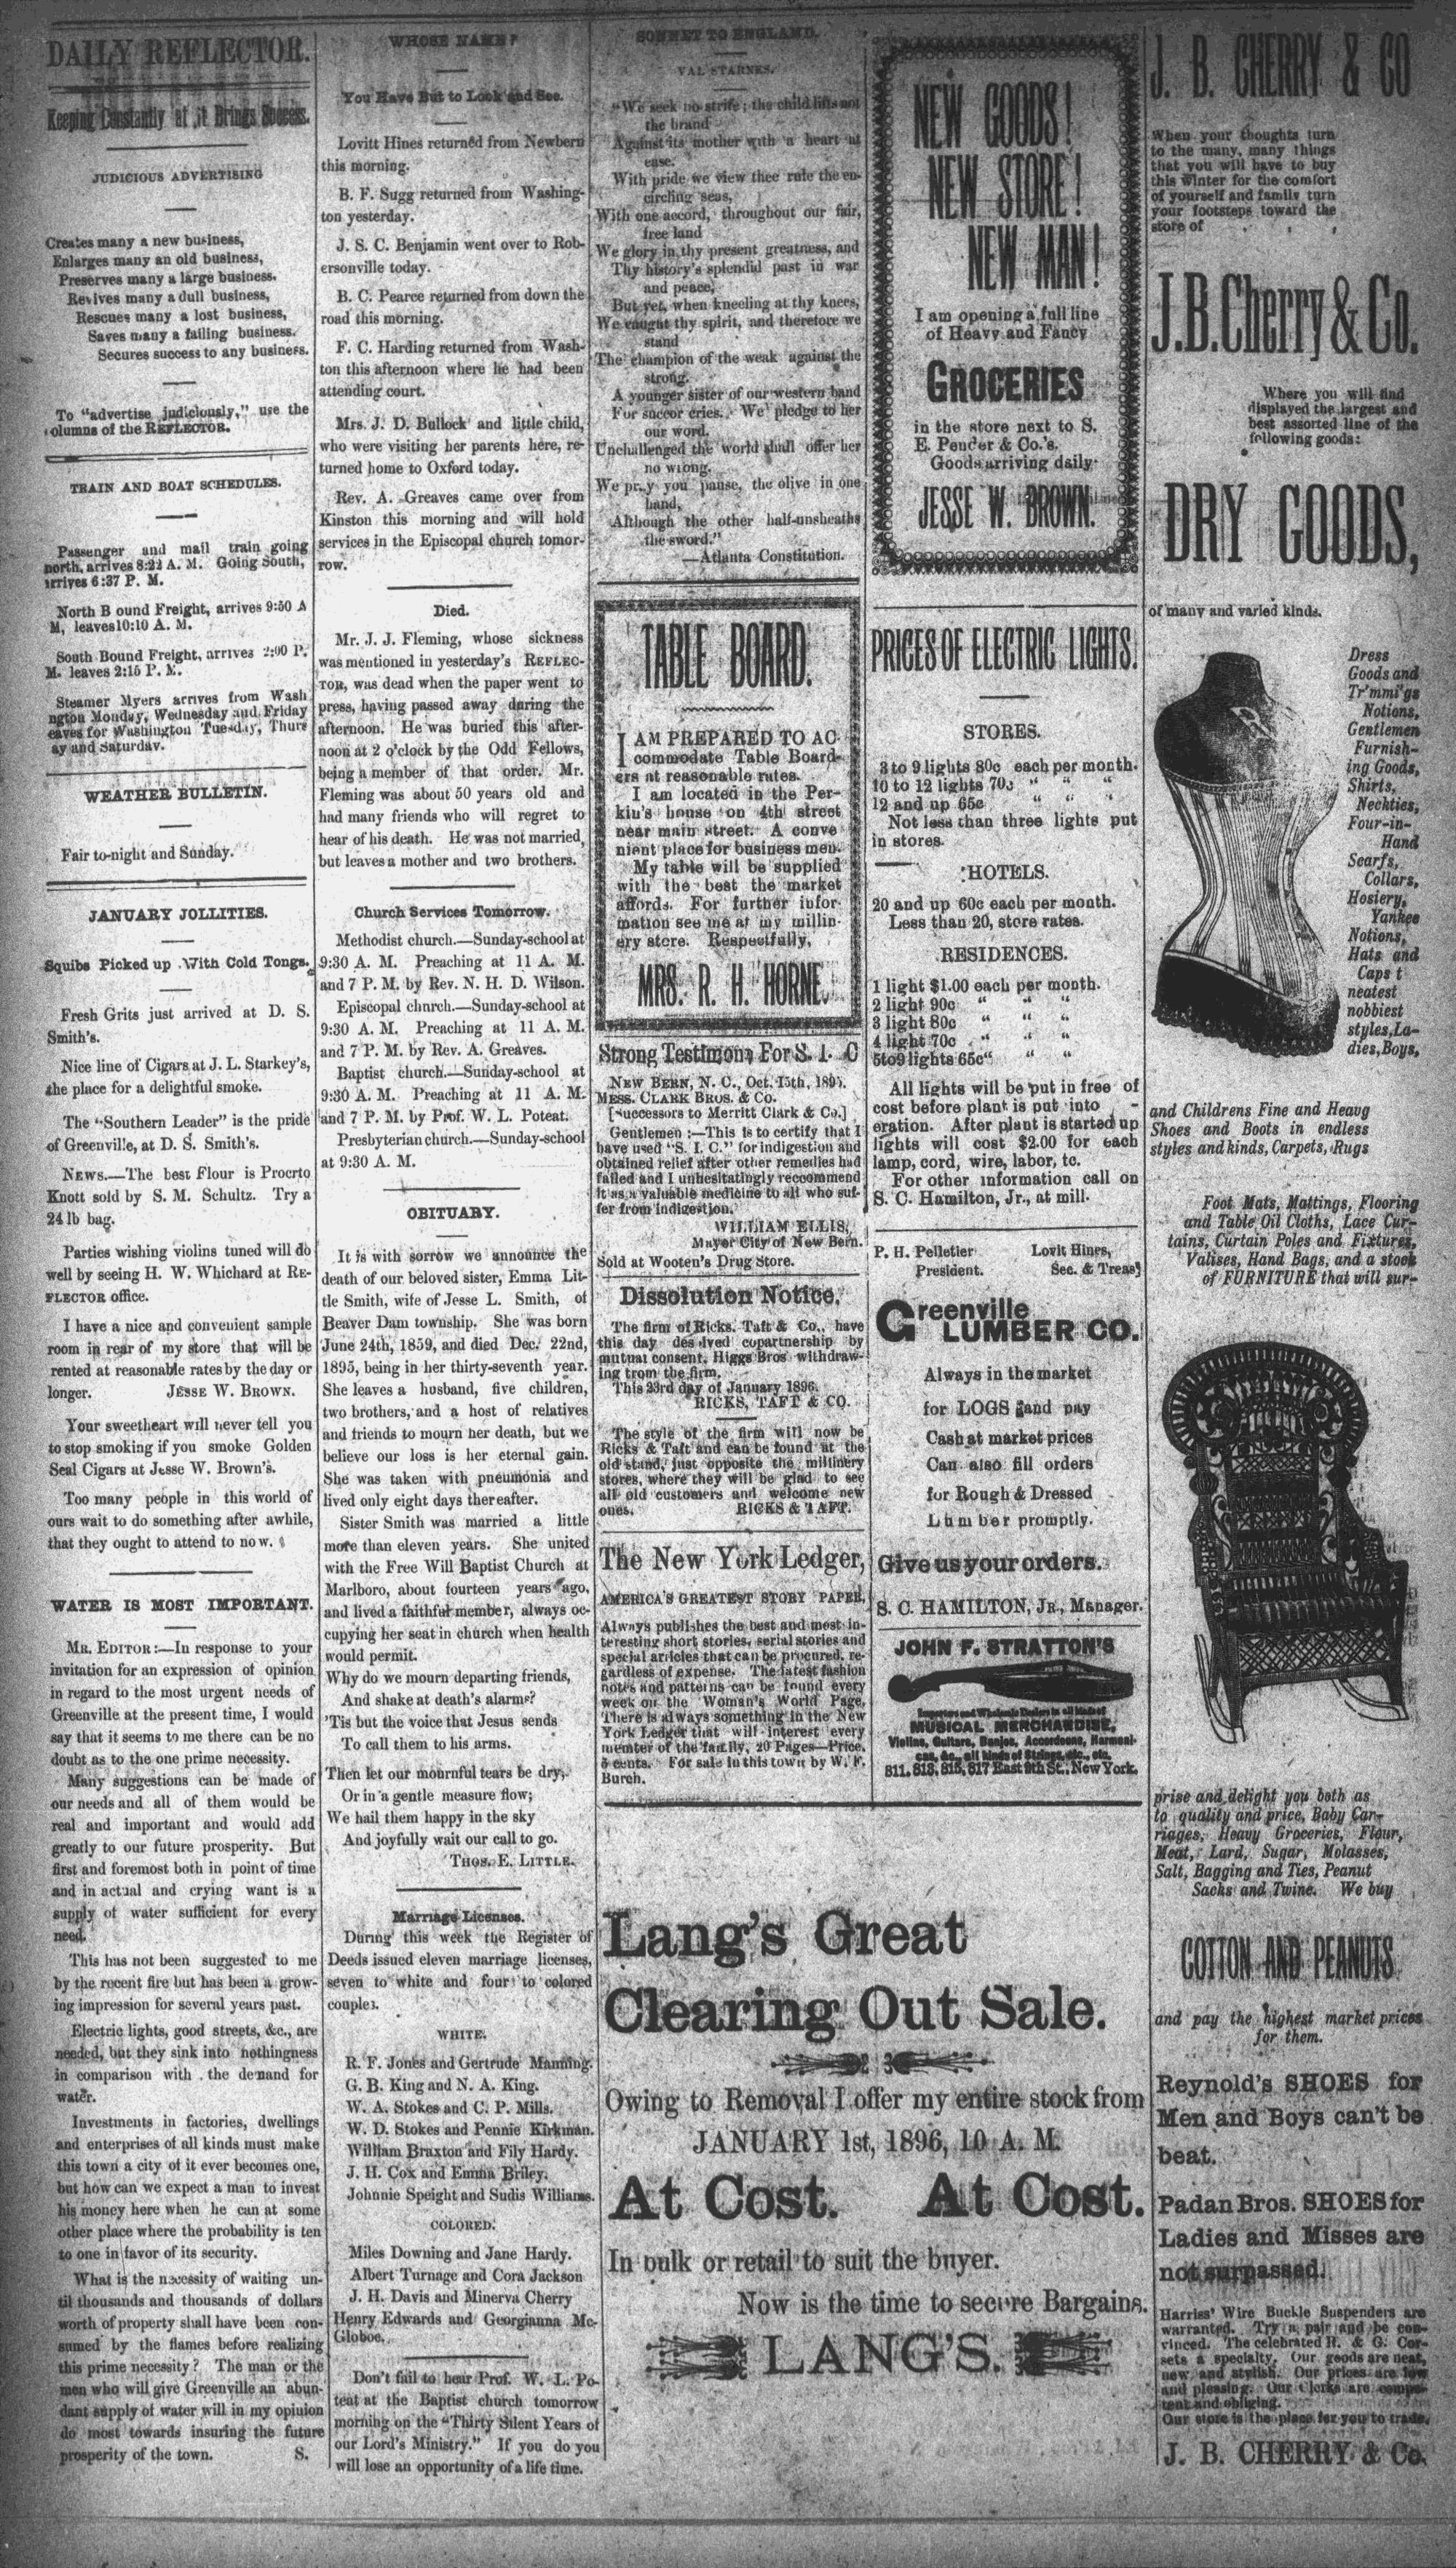 DAILY REFLECTOR.
Keeping Constantly at it Brings Success.
JUDICIOUS ADVERTISING
Creates many a new business,
Enlarges many an old business,
Preserves many a large business.
Revives many a dull business,
Rescues many a lost business,
Saves many a failing business.
Secures success to any business.
To "advertise judiciously," use the
columns of the REFLECTOR.
TRAIN AND BOAT SCHEDULES.
Passenger and mail train going
north, arrives 8:22 A. M. Going South,
arrives 6:37 P. M.
North B ound Freight, arrives 9:50 A
M, leaves 10:10 A. M.
South Bound Freight, arrives 2:00 P.
M. leaves 2:15 P. M.
Steamer Myers arrives from Wash
ngton Monday, Wednesday and Friday
eaves for Washington Tuesday, Thurs
ay and Saturday.
WEATHER BULLETIN.
Fair to-night and Sunday.
JANUARY JOLLITIES.
Squibs Picked up With Cold Tongs.
Fresh Grits just arrived at D. S.
Smith's.
Nice line of Cigars at J. L. Starkey's,
the place for a delightful smoke.
The "Southern Leader" is the pride
of Greenville, at D. S. Smith's.
NEWS.—The best Flour is Procrto
Knott sold by S. M. Schultz. Try a
24 lb bag.
Parties wishing violins tuned will do
well by seeing H. W. Whichard at RE-
FLECTOR office.
I have a nice and convenient sample
room in rear of my store that will be
rented at reasonable rates by the day or
longer. JESSE W. BROWN.
Your sweetheart will never tell you
to stop smoking if you smoke Golden
Seal Cigars at Jesse W. Brown's.
Too many people in this world of
ours wait to do something after awhile,
that they ought to attend to now.
WATER IS MOST IMPORTANT.
MR. EDITOR:—In response to your
invitation for an expression of opinion
in regard to the most urgent needs of
Greenville at the present time, I would
say that it seems to me there can be no
doubt as to the one prime necessity.
Many suggestions can be made of
our needs and all of them would be
real and important and would add
greatly to our future prosperity. But
first and foremost both in point of time
and in actual and crying want is a
supply of water sufficient for every
need.
This has not been suggested to me
by the recent fire but has been a grow-
ing impression for several years past.
Electric lights, good streets, &c., are
needed, but they sink into nothingness
in comparison with the demand for
water.
Investments in factories, dwellings
and enterprises of all kinds must make
this town a city of it ever becomes one,
but how can we expect a man to invest
his money here when he can at some
other place where the probability is ten
to one in favor of its security.
What is the necessity of waiting un-
til thousands and thousands of dollars
worth of property shall have been con-
sumed by the flames before realizing
this prime necessity? The man or the
men who will give Greenville an abun-
dant supply of water will in my opinion
do most towards insuring the future
prosperity of the town. S.
WHOSE NAME?
You Have But to Look and See.
Lovitt Hines returned from Newbern
this morning.
B. F. Sugg returned from Washing-
ton yesterday.
J. S. C. Benjamin went over to Rob-
ersonville today.
B. C. Pearce returned from down the
road this morning.
F. C. Harding returned from Wash-
ton this afternoon where he had been
attending court.
Mrs. J. D. Bullock and little child,
who were visiting her parents here, re-
turned home to Oxford today.
Rev. A. Greaves came over from
Kinston this morning and will hold
services in the Episcopal church tomor-
row.
Died.
Mr. J. J. Fleming, whose sickness
was mentioned in yesterday's REFLEC-
TOR, was dead when the paper went to
press, having passed away during the
afternoon. He was buried this after-
noon at 2 o'clock by the Odd Fellows,
being a member of that order. Mr.
Fleming was about 50 years old and
had many friends who will regret to
hear of his death. He was not married,
but leaves a mother and two brothers.
Church Services Tomorrow.
Methodist church.—Sunday-school at
9:30 A. M. Preaching at 11 A. M.
and 7 P. M. by Rev. N. H. D. Wilson.
Episcopal church.—Sunday-school at
9:30 A. M. Preaching at 11 A. M.
and 7 P. M. by Rev. A. Greaves.
Baptist church.—Sunday-school at
9:30 A. M. Preaching at 11 A. M.
and 7 P. M. by Prof. W. L. Poteat.
Presbyterian church.—Sunday-school
at 9:30 A. M.
OBITUARY.
It is with sorrow we announce the
death of our beloved sister, Emma Lit-
tle Smith, wife of Jesse L. Smith, of
Beaver Dam township. She was born
June 24th, 1859, and died Dec. 22nd,
1895, being in her thirty-seventh year.
She leaves a husband, five children,
two brothers, and a host of relatives
and friends to mourn her death, but we
believe our loss is her eternal gain.
She was taken with pneumonia and
lived only eight days thereafter.
Sister Smith was married a little
more than eleven years. She united
with the Free Will Baptist Church at
Marlboro, about fourteen years ago,
and lived a faithful member, always oc-
cupying her seat in church when health
would permit.
Why do we mourn departing friends,
And shake at death's alarms?
'Tis but the voice that Jesus sends
To call them to his arms.
Then let our mournful tears be dry,
Or in a gentle measure flow;
We hail them happy in the sky
And joyfully wait our call to go.
THOS. E. LITTLE.
Marriage Licenses.
During this week the Register of
Deeds issued eleven marriage licenses,
seven to white and four to colored
couples.
WHITE.
R. F. Jones and Gertrude Manning.
G. B. King and N. A. King.
W. A. Stokes and C. P. Mills.
W. D. Stokes and Pennie Kirkman.
William Braxton and Fily Hardy.
J. H. Cox and Emma Briley.
Johnnie Speight and Sudis Williams.
COLORED.
Miles Downing and Jane Hardy.
Albert Turnage and Cora Jackson
J. H. Davis and Minerva Cherry
Henry Edwards and Georgianna Mc-
Globoe.
Don't fail to hear Prof. W. L. Po-
teat at the Baptist church tomorrow
morning on the "Thirty Silent Years of
our Lord's Ministry." If you do you
will lose an opportunity of a life time.
SONNET TO ENGLAND.
VAL STARNES.
"We seek no strife; the child lifts not
the brand
Against its mother with a heart at
ease.
With pride we view thee rule the en-
circling seas,
With one accord, throughout our fair,
free land
We glory in thy present greatness, and
Thy history's splendid past in war
and peace,
But yet, when kneeling at thy knees,
We caught thy spirit, and therefore we
stand
The champion of the weak against the
strong.
A younger sister of our western band
For succor cries. We pledge to her
our word.
Unchallenged the world shall offer her
no wrong.
We pray you pause, the olive in one
hand,
Although the other half-unsheaths
the sword."
—Atlanta Constitution.
TABLE BOARD.
I AM PREPARED TO AC
commodate Table Board-
ers at reasonable rates.
I am located in the Per-
kin's house on 4th street
near main street. A conve
nient place for business men.
My table will be supplied
with the best the market
affords. For further infor-
mation see me at my millin-
ery store. Respectfully,
MRS. R. H. HORNE.
Strong Testimony For S. I. C
NEW BERN, N. C., Oct. 15th, 1895.
MESS. CLARK BROS. & Co.
[Successors to Merritt Clark & Co.]
Gentlemen:—This is to certify that I
have used "S. I. C." for indigestion and
obtained relief after other remedies had
failed and I unhesitatingly recommend
it as a valuable medicine to all who suf-
fer from indigestion.
WILLIAM ELLIS,
Mayor City of New Bern.
Sold at Wooten's Drug Store.
Dissolution Notice.
The firm of Ricks, Taft & Co., have
this day des lved copartnership by
mutual consent, Higgs Bros withdraw-
ing from the firm.
This 23rd day of January 1896.
RICKS, TAFT & CO.
The style of the firm will now be
Ricks & Taft and can be found at the
old stand, just opposite the millinery
stores, where they will be glad to see
all old customers and welcome new
ones. RICKS & TAFT.
The New York Ledger,
AMERICA'S GREATEST STORY PAPER,
Always publishes the best and most in-
teresting short stories, serial stories and
special articles that can be procured, re-
gardless of expense. The latest fashion
notes and patterns can be found every
week on the Woman's World Page,
There is always something in the New
York Ledger that will interest every
member of the family, 20 Pages—Price,
5 cents. For sale in this town by W. F.
Burch.
NEW GOODS!
NEW STORE!
NEW MAN!
I am opening a full line
of Heavy and Fancy
GROCERIES
in the store next to S.
E. Pender & Co.'s.
Goods arriving daily.
JESSE W. BROWN.
PRICES OF ELECTRIC LIGHTS.
STORES.
3 to 9 lights 80c each per month.
10 to 12 lights 70c " " "
12 and up 65c " " "
Not less than three lights put
in stores.
HOTELS.
20 and up 60c each per month.
Less than 20, store rates.
RESIDENCES.
1 light $1.00 each per month.
2 light 90c " " "
3 light 80c " " "
4 light 70c " " "
5to9 lights 65c " " "
All lights will be put in free of
cost before plant is put into -
eration. After plant is started up
lights will cost $2.00 for each
lamp, cord, wire, labor, tc.
For other information call on
S. C. Hamilton, Jr., at mill.
P. H. Pelletier Lovit Hines,
President. Sec. & Treas
Greenville
LUMBER CO.
Always in the market
for LOGS and pay
Cash at market prices
Can also fill orders
for Rough & Dressed
Lumber promptly.
Give us your orders.
S. C. HAMILTON, JR., Manager.
JOHN F. STRATTON'S
Importers and Wholesale Dealers in all kinds of
MUSICAL MERCHANDISE,
Violins, Guitars, Banjos, Accordeons, Harmoni-
cas, &c., all kinds of Strings, etc., etc.
811, 813, 815, 817 East 9th St., New York.
Lang's Great
Clearing Out Sale.
Owing to Removal I offer my entire stock from
JANUARY 1st, 1896, 10 A. M.
At Cost. At Cost.
In bulk or retail to suit the buyer.
Now is the time to secure Bargains.
LANG'S.
J. B. CHERRY & CO
When your thoughts turn
to the many, many things
that you will have to buy
this Winter for the comfort
of yourself and family turn
your footsteps toward the
store of
J.B.Cherry & Co.
Where you will find
displayed the largest and
best assorted line of the
following goods:
DRY GOODS,
of many and varied kinds.
Dress
Goods and
Tr'mmi'gs
Notions,
Gentlemen
Furnish-
ing Goods,
Shirts,
Neckties,
Four-in-
Hand
Scarfs,
Collars,
Hosiery,
Yankee
Notions,
Hats and
Caps t
neatest
nobbiest
styles, La-
dies, Boys,
and Childrens Fine and Heavg
Shoes and Boots in endless
styles and kinds, Carpets, Rugs
Foot Mats, Mattings, Flooring
and Table Oil Cloths, Lace Cur-
tains, Curtain Poles and Fixtures,
Valises, Hand Bags, and a stock
of FURNITURE that will sur-
prise and delight you both as
to quality and price, Baby Car-
riages, Heavy Groceries, Flour,
Meat, Lard, Sugar, Molasses,
Salt, Bagging and Ties, Peanut
Sacks and Twine. We buy
COTTON AND PEANUTS
and pay the highest market prices
for them.
Reynold's SHOES for
Men and Boys can't be
beat.
Padan Bros. SHOES for
Ladies and Misses are
not surpassed.
Harriss' Wire Buckle Suspenders are
warranted. Try a pair and be con-
vinced. The celebrated R. & G. Cor-
sets a specialty. Our goods are neat,
new and stylish. Our prices are low
and pleasing. Our Clerks are compe-
tent and obliging.
Our store is the place for you to trade.
J. B. CHERRY & Co.